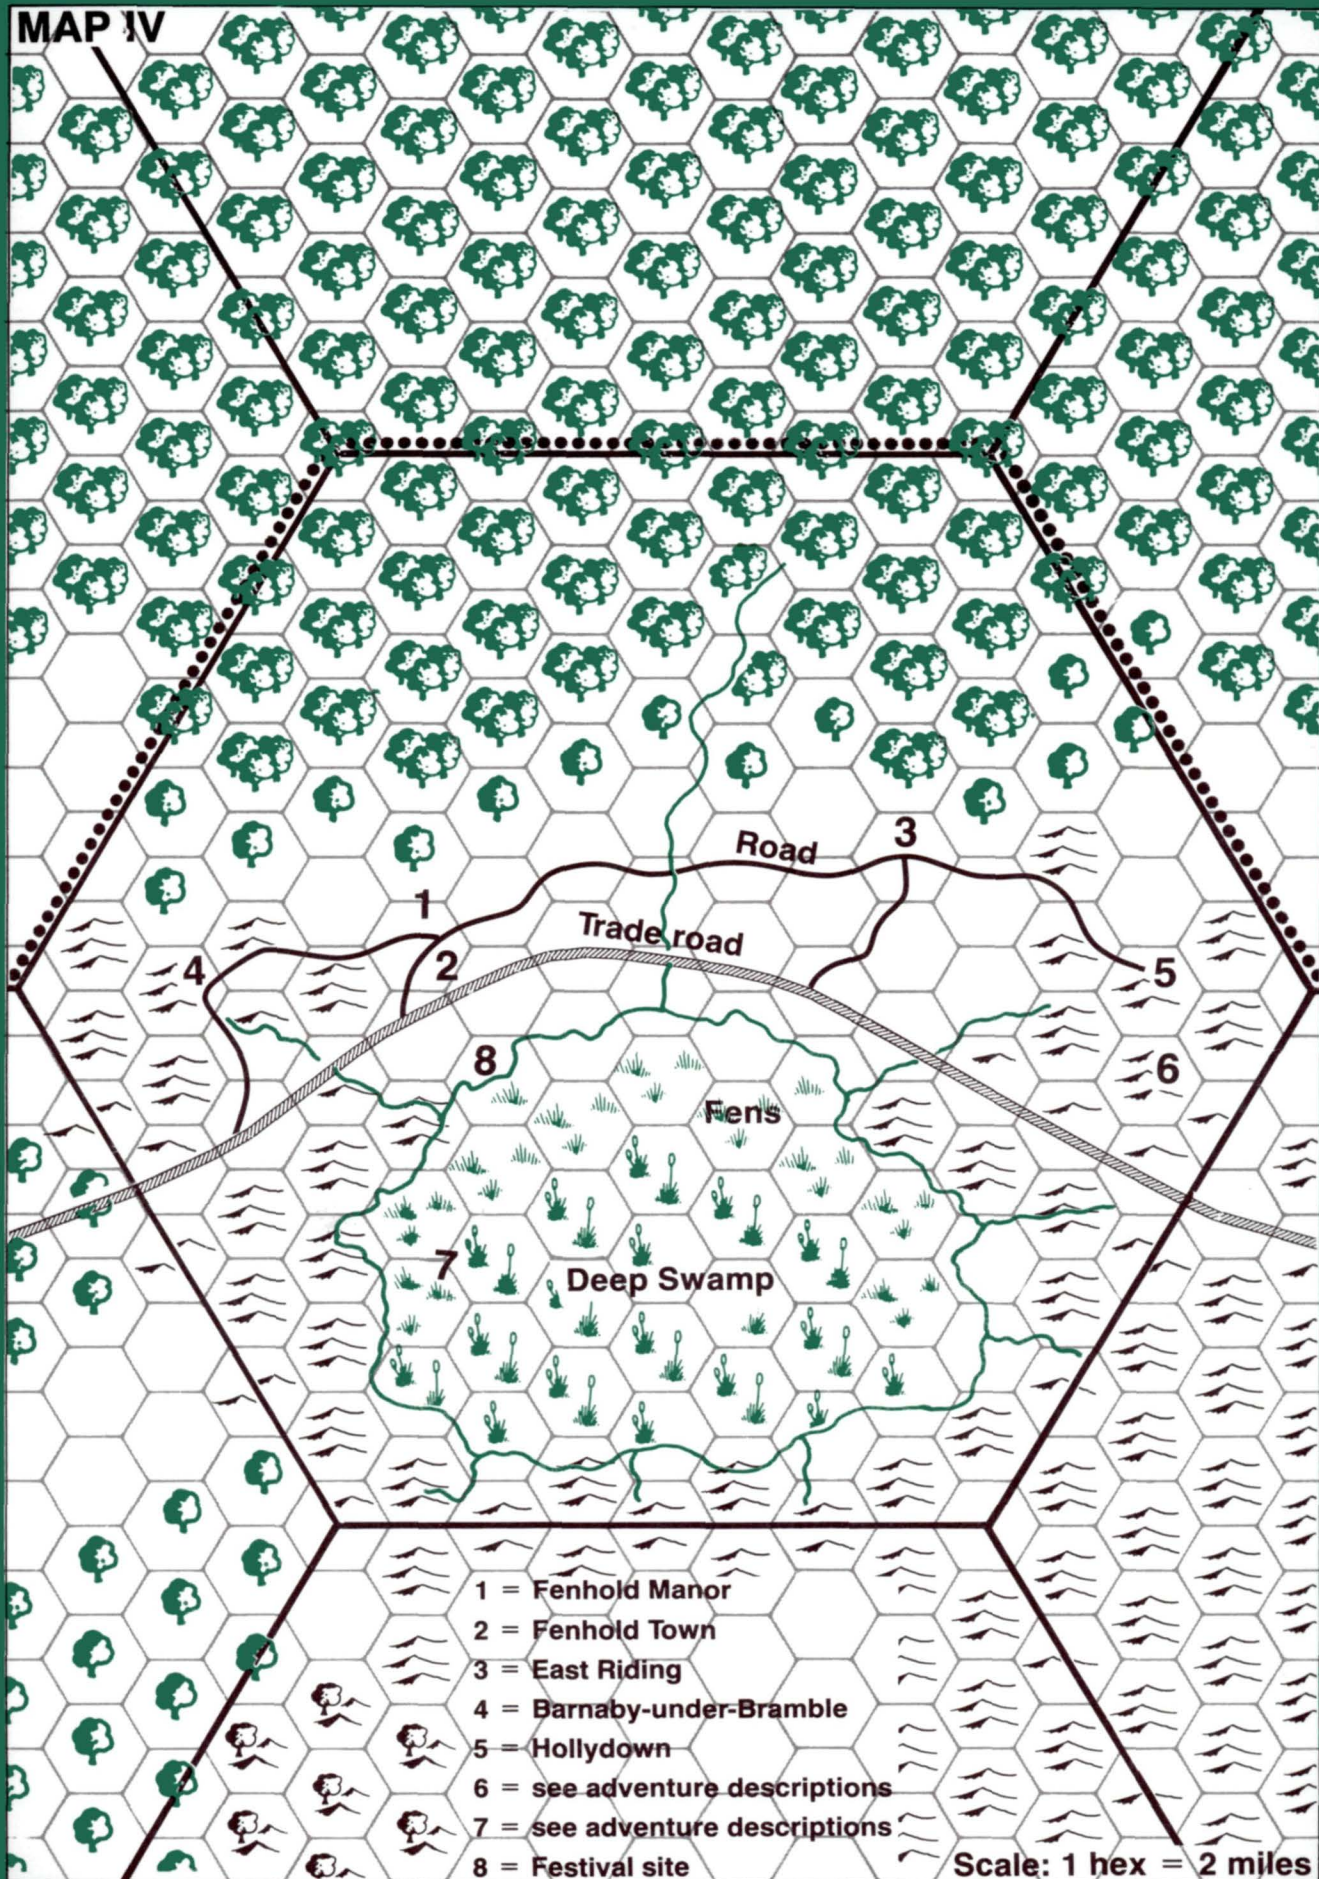 MAP IV
Road
3
1
Trade road
2
4
5
8
6
Fens
7
Deep Swamp
1 = Fenhold Manor
2 = Fenhold Town
3 = East Riding
4 = Barnaby-under-Bramble
5 = Hollydown
6 = see adventure descriptions
7 = see adventure descriptions
8 = Festival site
Scale: 1 hex = 2 miles